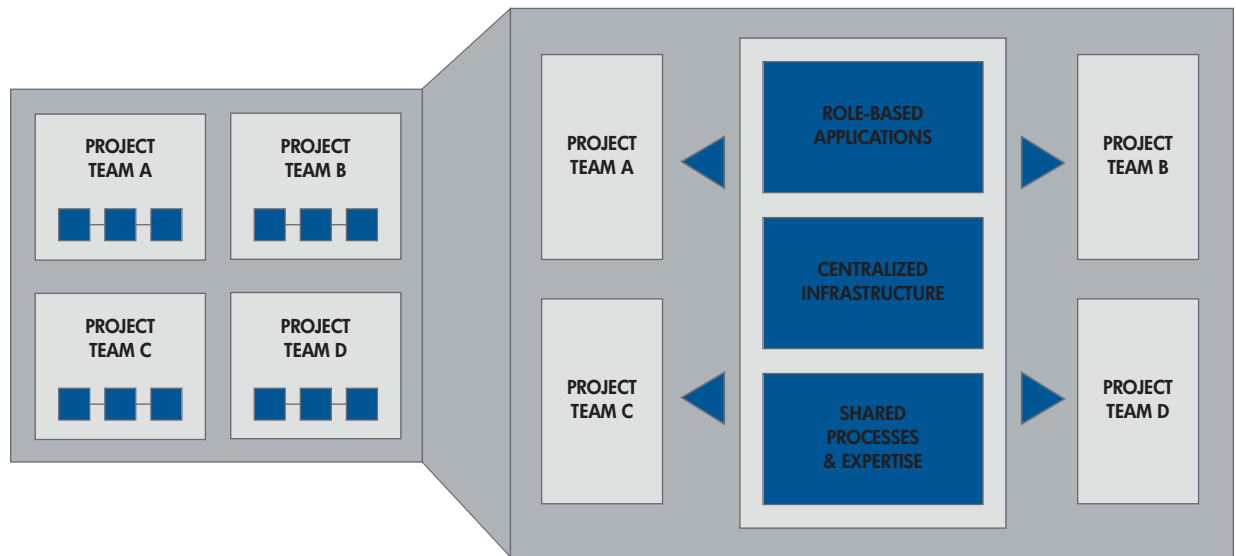 PROJECT
TEAM A
PROJECT
TEAM B
PROJECT
TEAM C
PROJECT
TEAM D
PROJECT
TEAM A
PROJECT
TEAM C
ROLE-BASED
APPLICATIONS
CENTRALIZED
INFRASTRUCTURE
SHARED
PROCESSES
& EXPERTISE
PROJECT
TEAM B
PROJECT
TEAM D